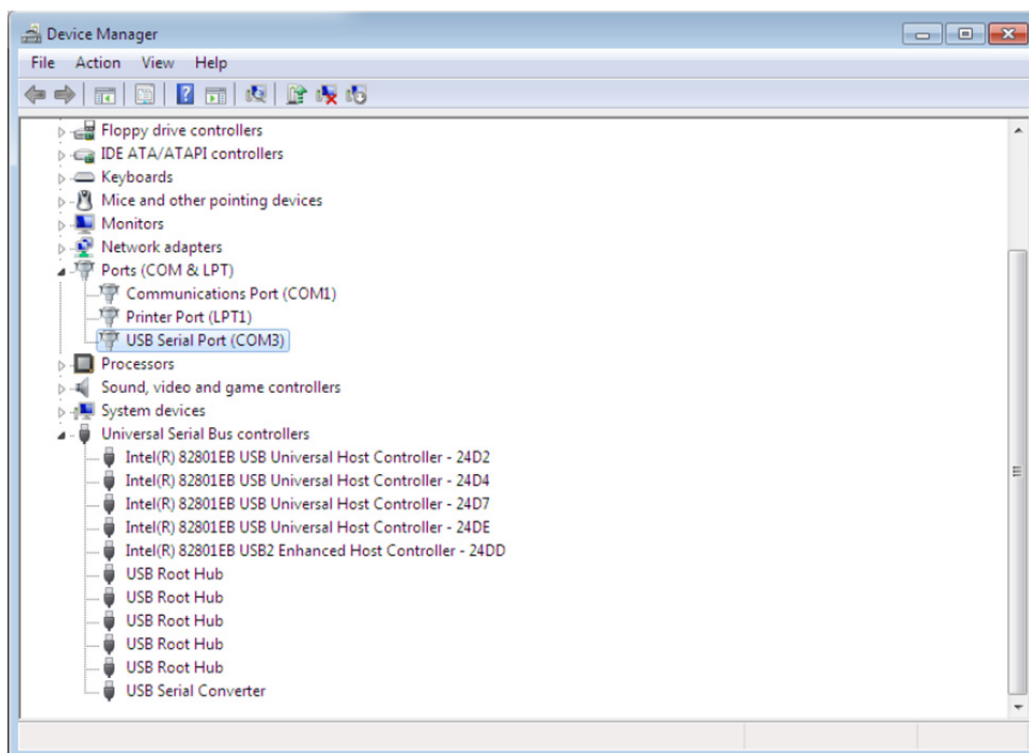 Device Manager
File Action View Help
Floppy drive controllers
IDE ATA/ATAPI controllers
Keyboards
Mice and other pointing devices
Monitors
Network adapters
Ports (COM & LPT)
Communications Port (COM1)
Printer Port (LPT1)
USB Serial Port (COM3)
Processors
Sound, video and game controllers
System devices
Universal Serial Bus controllers
Intel(R) 82801EB USB Universal Host Controller - 24D2
Intel(R) 82801EB USB Universal Host Controller - 24D4
Intel(R) 82801EB USB Universal Host Controller - 24D7
Intel(R) 82801EB USB Universal Host Controller - 24DE
Intel(R) 82801EB USB2 Enhanced Host Controller - 24DD
USB Root Hub
USB Root Hub
USB Root Hub
USB Root Hub
USB Root Hub
USB Serial Converter